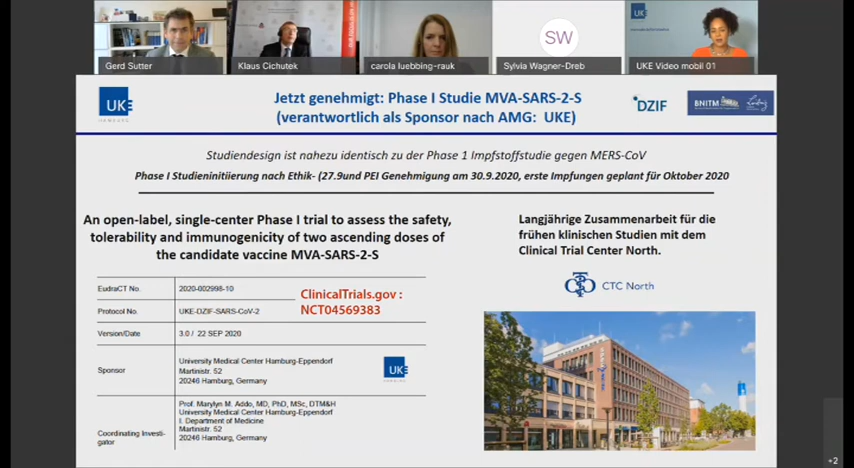 SW
UKE
Gerd Sutter
Klaus Cichutek
carola luebbing-rauk
Sylvia Wagner-Dreb
UKE Video mobil 01
UKE
HAMBURG
Jetzt genehmigt: Phase I Studie MVA-SARS-2-S
(verantwortlich als Sponsor nach AMG: UKE)
DZIF
BNITM
Studiendesign ist nahezu identisch zu der Phase 1 Impfstoffstudie gegen MERS-CoV
Phase I Studieninitiierung nach Ethik- (27.9und PEI Genehmigung am 30.9.2020, erste Impfungen geplant für Oktober 2020
An open-label, single-center Phase I trial to assess the safety,
tolerability and immunogenicity of two ascending doses of
the candidate vaccine MVA-SARS-2-S
Langjährige Zusammenarbeit für die
frühen klinischen Studien mit dem
Clinical Trial Center North.
CTC North
EudraCT No.
2020-002998-10
ClinicalTrials.gov :
NCT04569383
Protocol No.
UKE-DZIF-SARS-CoV-2
Version/Date
3.0 / 22 SEP 2020
Sponsor
University Medical Center Hamburg-Eppendorf
Martinistr. 52
20246 Hamburg, Germany
UKE
HAMBURG
Coordinating Investi-
gator
Prof. Marylyn M. Addo, MD, PhD, MSc, DTM&H
University Medical Center Hamburg-Eppendorf
I. Department of Medicine
Martinistr. 52
20246 Hamburg, Germany
+2